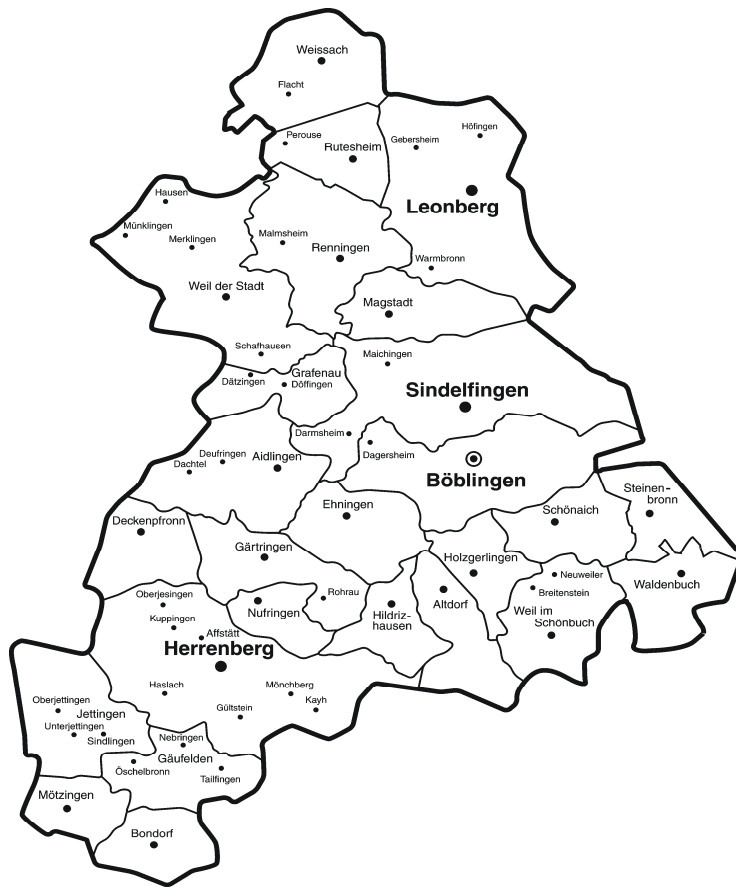 Weissach
Flacht
Perouse
Rutesheim
Gebersheim
Höfingen
Leonberg
Hausen
Münklingen
Merklingen
Malmsheim
Renningen
Warmbronn
Weil der Stadt
Magstadt
Schafhausen
Maichingen
Grafenau
Dätzingen
Döffingen
Sindelfingen
Darmsheim
Dagersheim
Deufringen
Aidlingen
Dachtel
Böblingen
Steinen-
bronn
Ehningen
Schönaich
Deckenpfronn
Gärtringen
Holzgerlingen
Neuweiler
Waldenbuch
Breitenstein
Oberjesingen
Rohrau
Altdorf
Nufringen
Hildriz-
hausen
Weil im
Schönbuch
Kuppingen
Affstätt
Herrenberg
Haslach
Mönchberg
Kayh
Gültstein
Oberjettingen
Jettingen
Unterjettingen
Sindlingen
Nebringen
Gäufelden
Öschelbronn
Tailfingen
Mötzingen
Bondorf